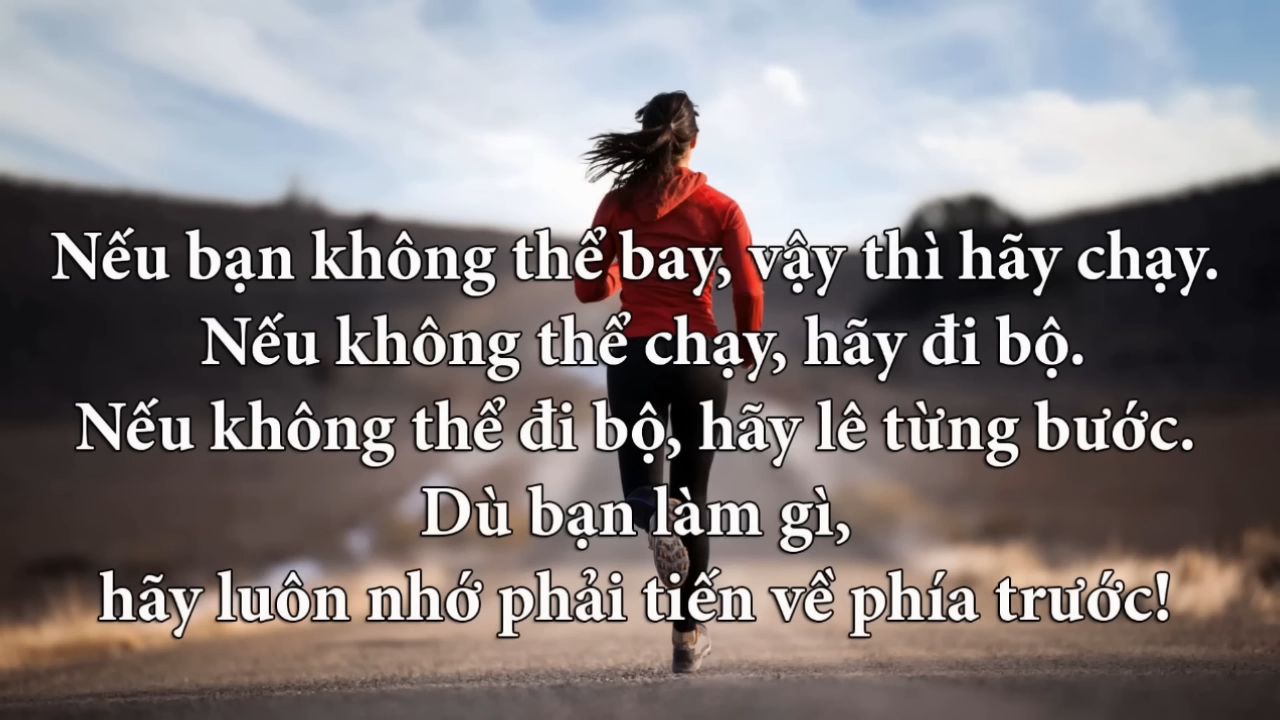 Nếu bạn không thể bay, vậy thì hãy chạy.
Nếu không thể chạy, hãy đi bộ.
Nếu không thể đi bộ, hãy lê từng bước.
Dù bạn làm gì,
hãy luôn nhớ phải tiến về phía trước!